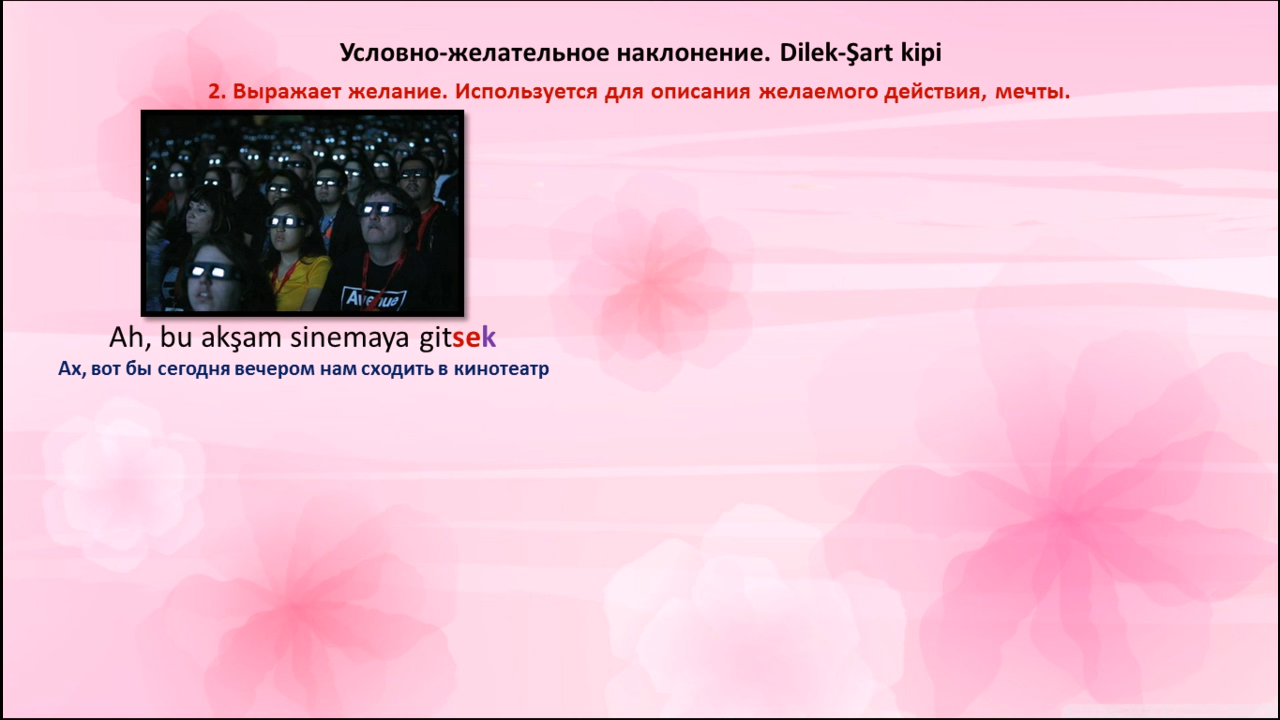 Условно-желательное наклонение. Dilek-Şart kipi
2. Выражает желание. Используется для описания желаемого действия, мечты.
Avenue
Ah, bu akşam sinemaya gitsek
Ах, вот бы сегодня вечером нам сходить в кинотеатр